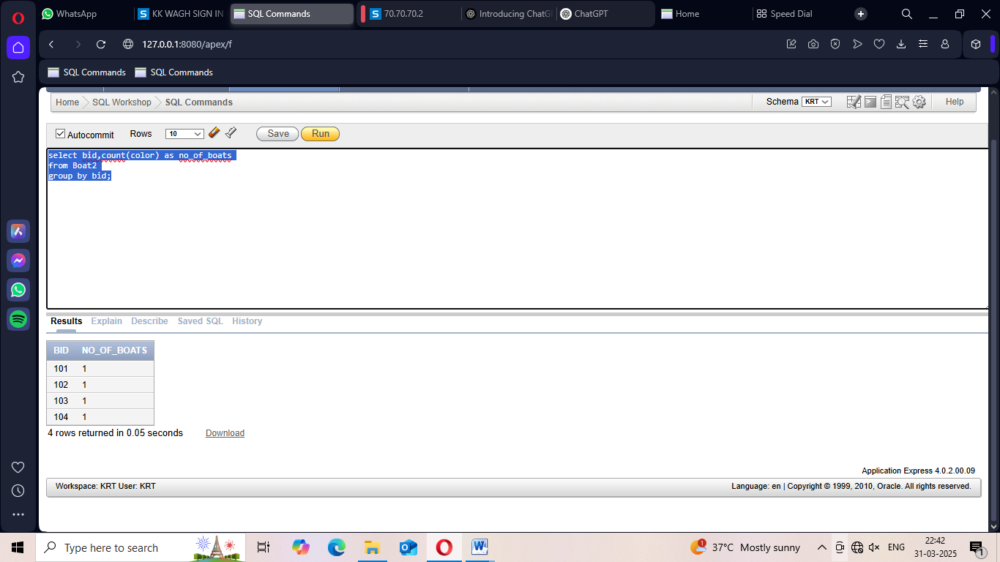 WhatsApp
KK WAGH SIGN IN
SQL Commands
70.70.70.2
Introducing ChatG
ChatGPT
Home
Speed Dial
127.0.0.1:8080/apex/f
SQL Commands
SQL Commands
Home
SQL Workshop
SQL Commands
Schema KRT
Help
Autocommit
Rows 10
Save
Run
select bid,count(color) as no_of_boats
from Boat2
group by bid;
Results Explain Describe Saved SQL History
BID NO_OF_BOATS
101 1
102 1
103 1
104 1
4 rows returned in 0.05 seconds
Download
Application Express 4.0.2.00.09
Workspace: KRT User: KRT
Language: en | Copyright © 1999, 2010, Oracle. All rights reserved.
Type here to search
37°C Mostly sunny
ENG
22:42
31-03-2025
1
1